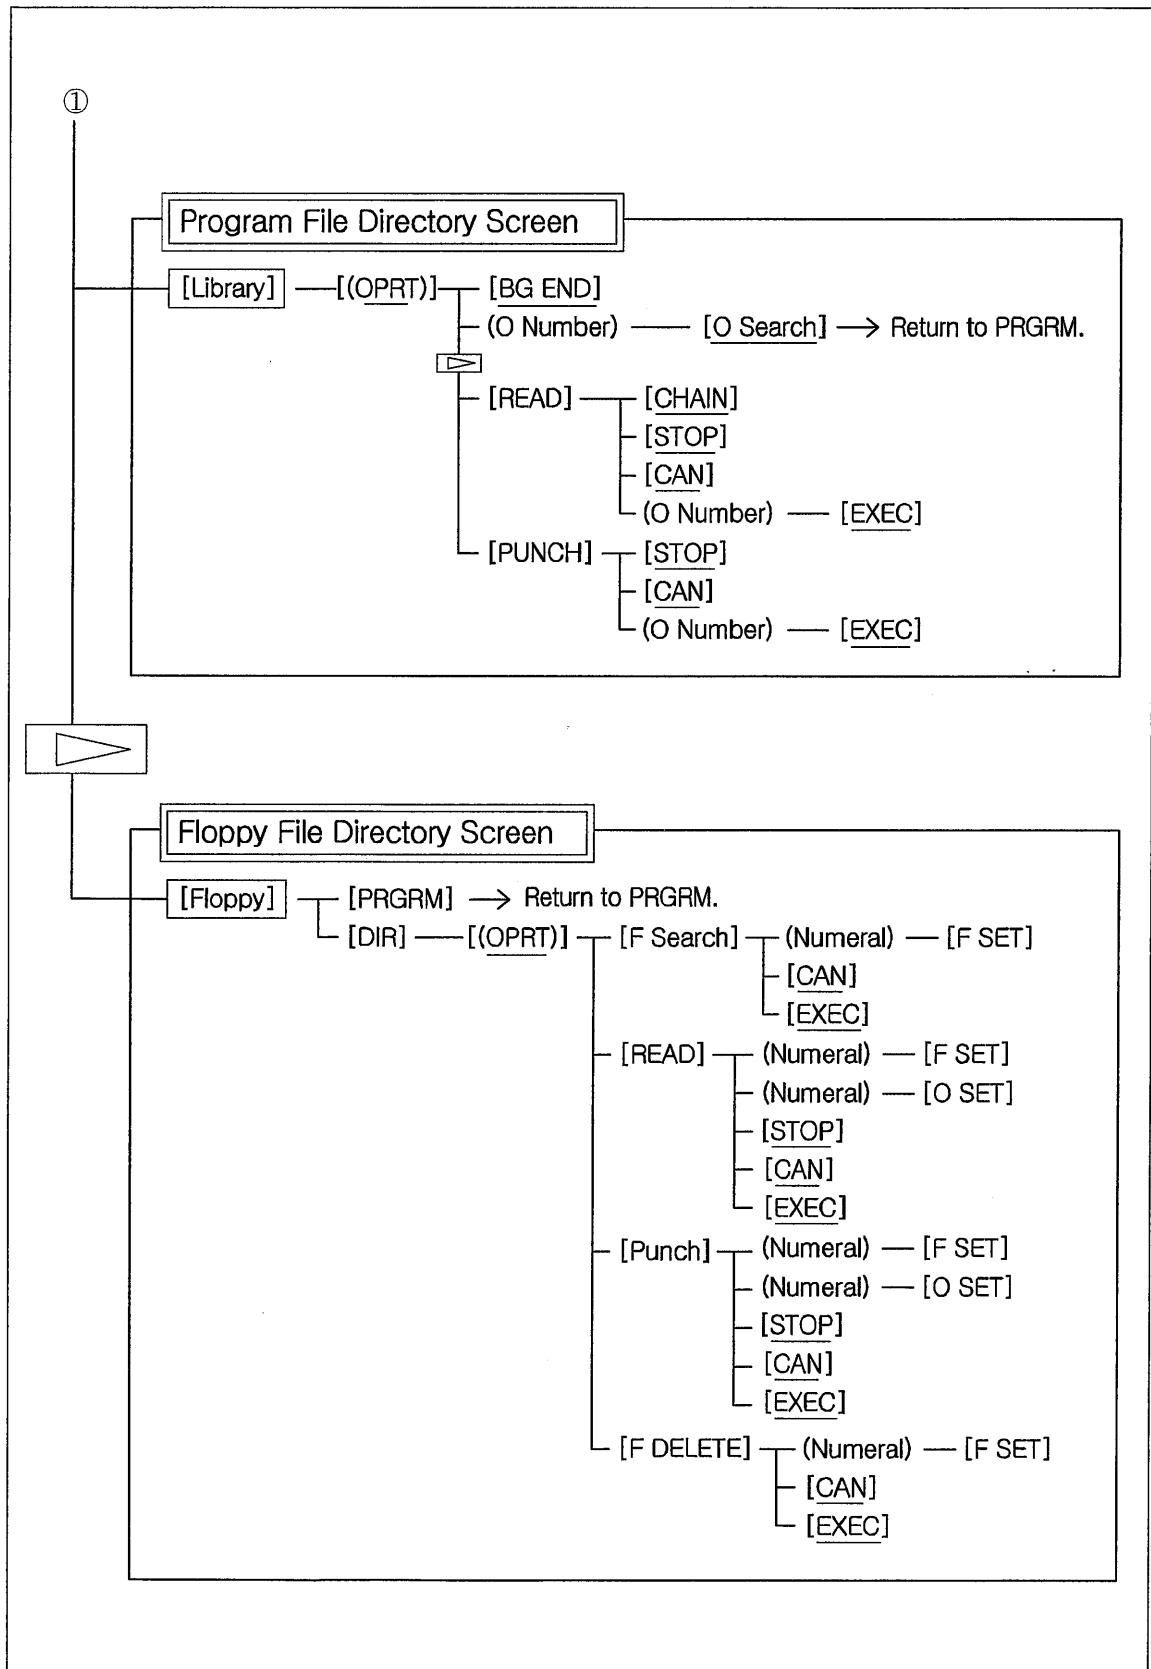 ①
Program File Directory Screen
[Library] [(OPRT)] [BG END]
(O Number) [O Search] → Return to PRGRM.
[READ] [CHAIN]
[STOP]
[CAN]
(O Number) [EXEC]
[PUNCH] [STOP]
[CAN]
(O Number) [EXEC]
Floppy File Directory Screen
[Floppy] [PRGRM] → Return to PRGRM.
[DIR] [(OPRT)] [F Search] (Numeral) [F SET]
[CAN]
[EXEC]
[READ] (Numeral) [F SET]
(Numeral) [O SET]
[STOP]
[CAN]
[EXEC]
[Punch] (Numeral) [F SET]
(Numeral) [O SET]
[STOP]
[CAN]
[EXEC]
[F DELETE] (Numeral) [F SET]
[CAN]
[EXEC]